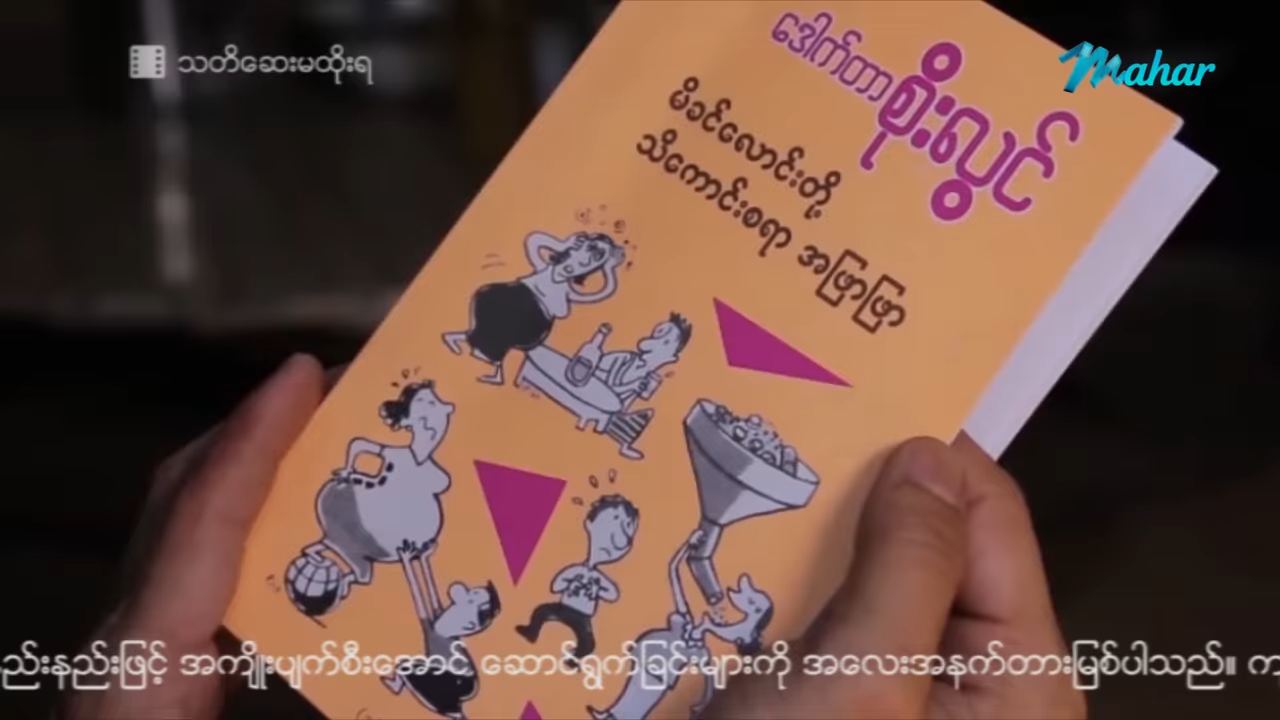 သတိဆေးမထိုးရ
Mahar
ဒေါက်တာစိုးလွင်
မိခင်လောင်းတို့
သိကောင်းစရာ အဖြာဖြာ
ည်းနည်းဖြင့် အကျိုးပျက်စီးအောင် ဆောင်ရွက်ခြင်းများကို အလေးအနက်တားမြစ်ပါသည်။